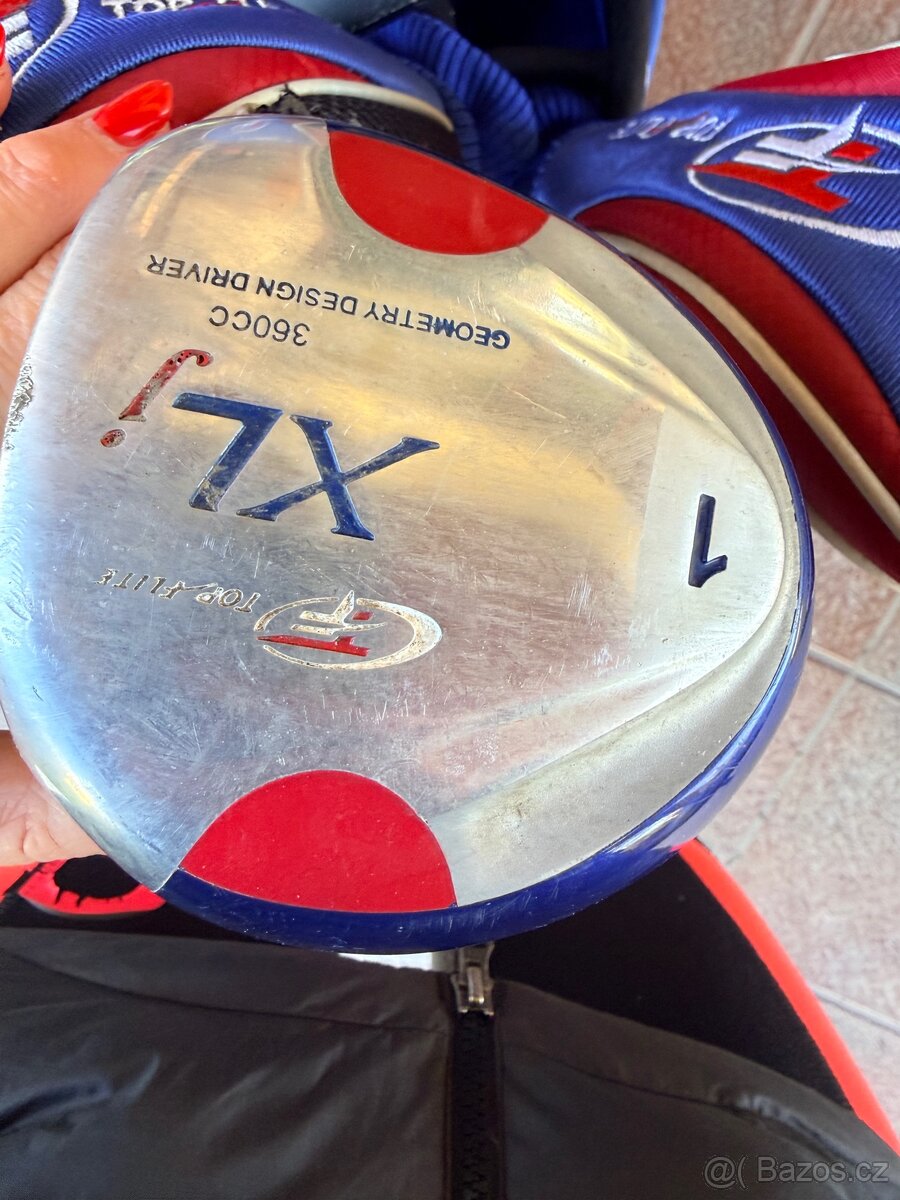 1
TOP FLITE
XL j
360CC
GEOMETRY DESIGN DRIVER
@( Bazos.cz